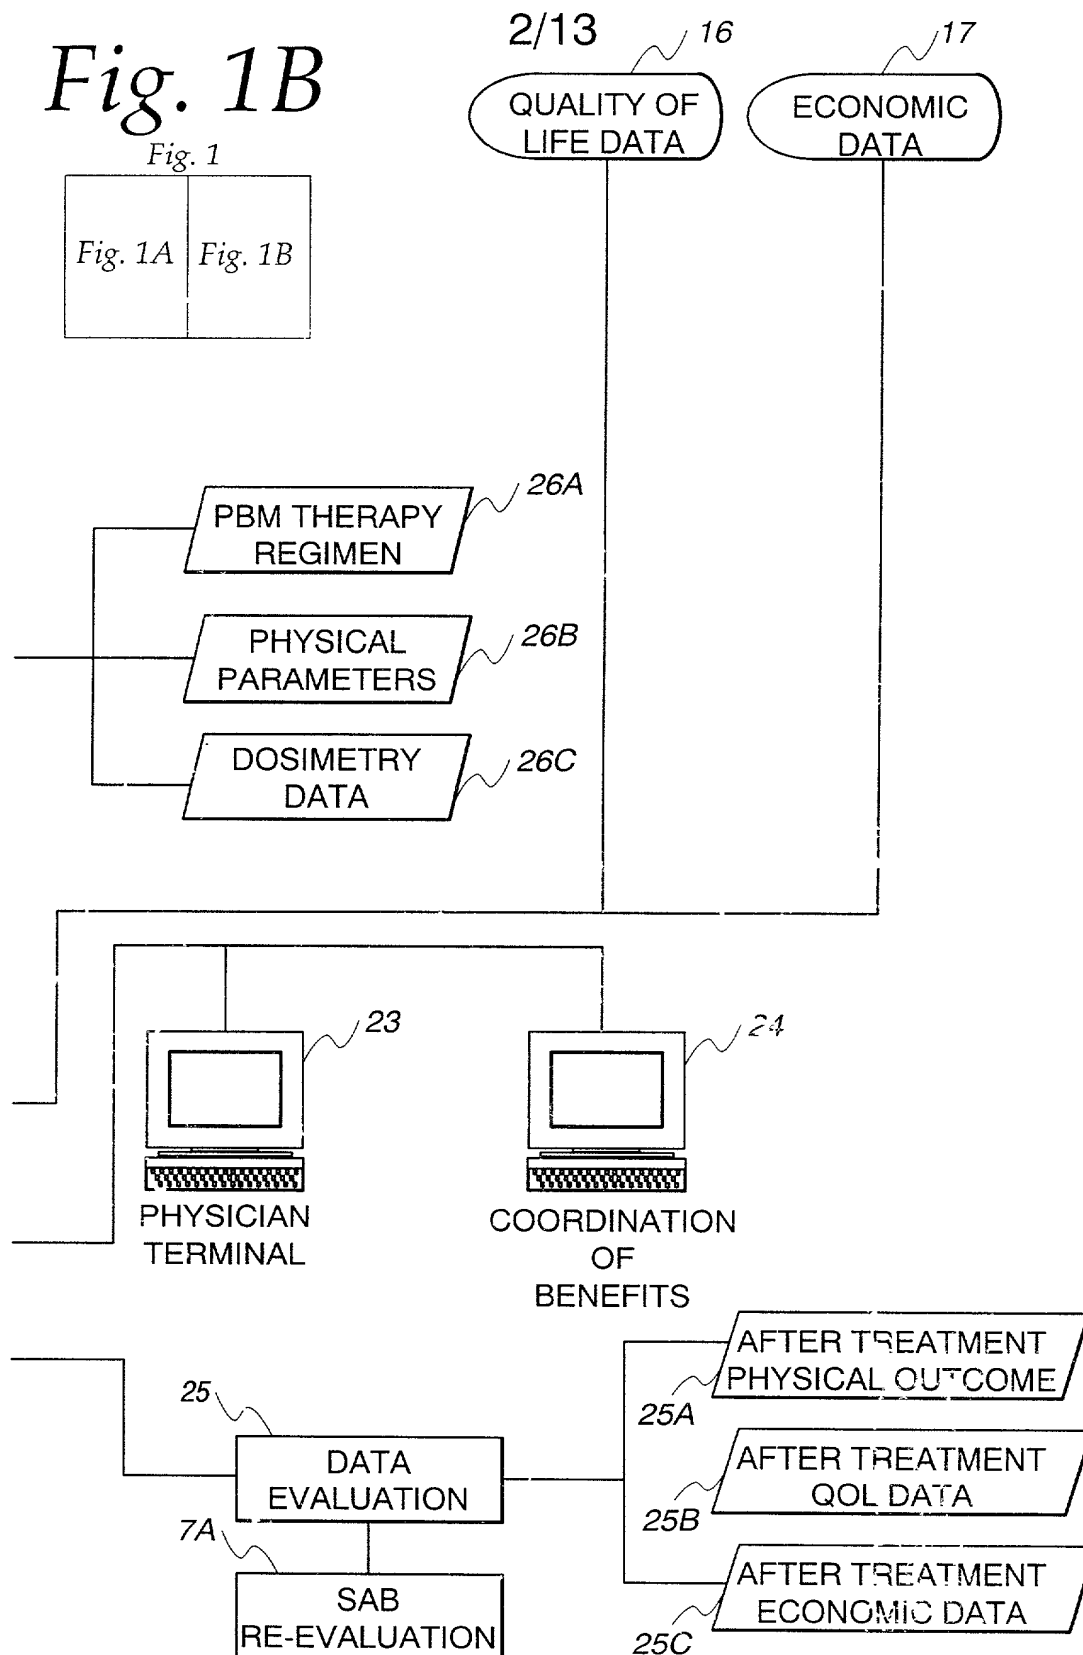 2/13
Fig. 1B
Fig. 1
Fig. 1A
Fig. 1B
16
QUALITY OF
LIFE DATA
17
ECONOMIC
DATA
26A
PBM THERAPY
REGIMEN
26B
PHYSICAL
PARAMETERS
26C
DOSIMETRY
DATA
23
PHYSICIAN
TERMINAL
24
COORDINATION
OF
BENEFITS
25
DATA
EVALUATION
7A
SAB
RE-EVALUATION
AFTER TREATMENT
PHYSICAL OUTCOME
25A
AFTER TREATMENT
QOL DATA
25B
AFTER TREATMENT
ECONOMIC DATA
25C